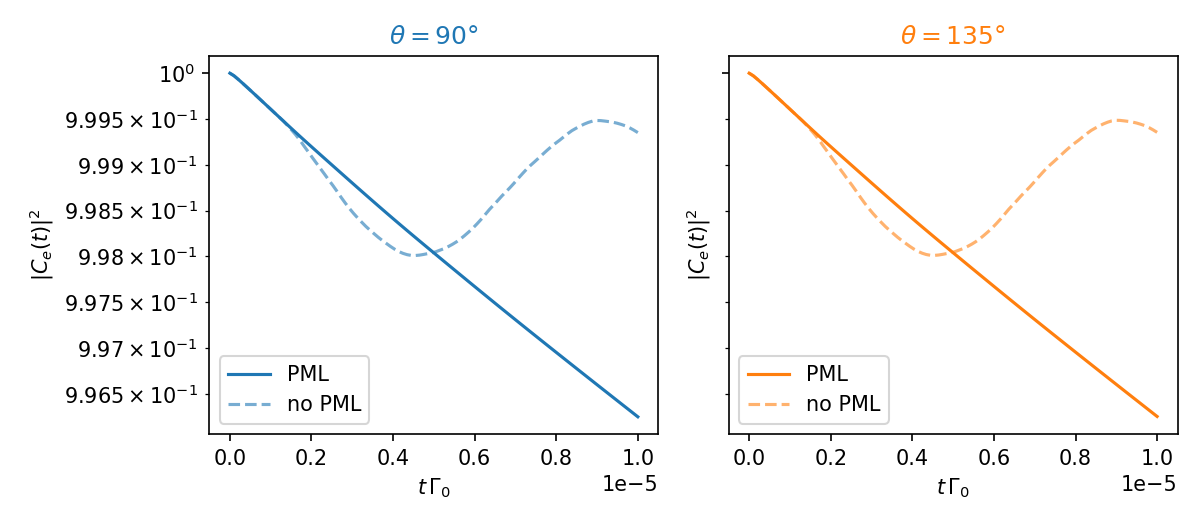 θ = 90°
10⁰
9.995 × 10⁻¹
9.99 × 10⁻¹
9.985 × 10⁻¹
9.98 × 10⁻¹
9.975 × 10⁻¹
9.97 × 10⁻¹
9.965 × 10⁻¹
|Cₑ(t)|²
PML
no PML
0.0 0.2 0.4 0.6 0.8 1.0
1e−5
t Γ₀
θ = 135°
|Cₑ(t)|²
PML
no PML
0.0 0.2 0.4 0.6 0.8 1.0
1e−5
t Γ₀